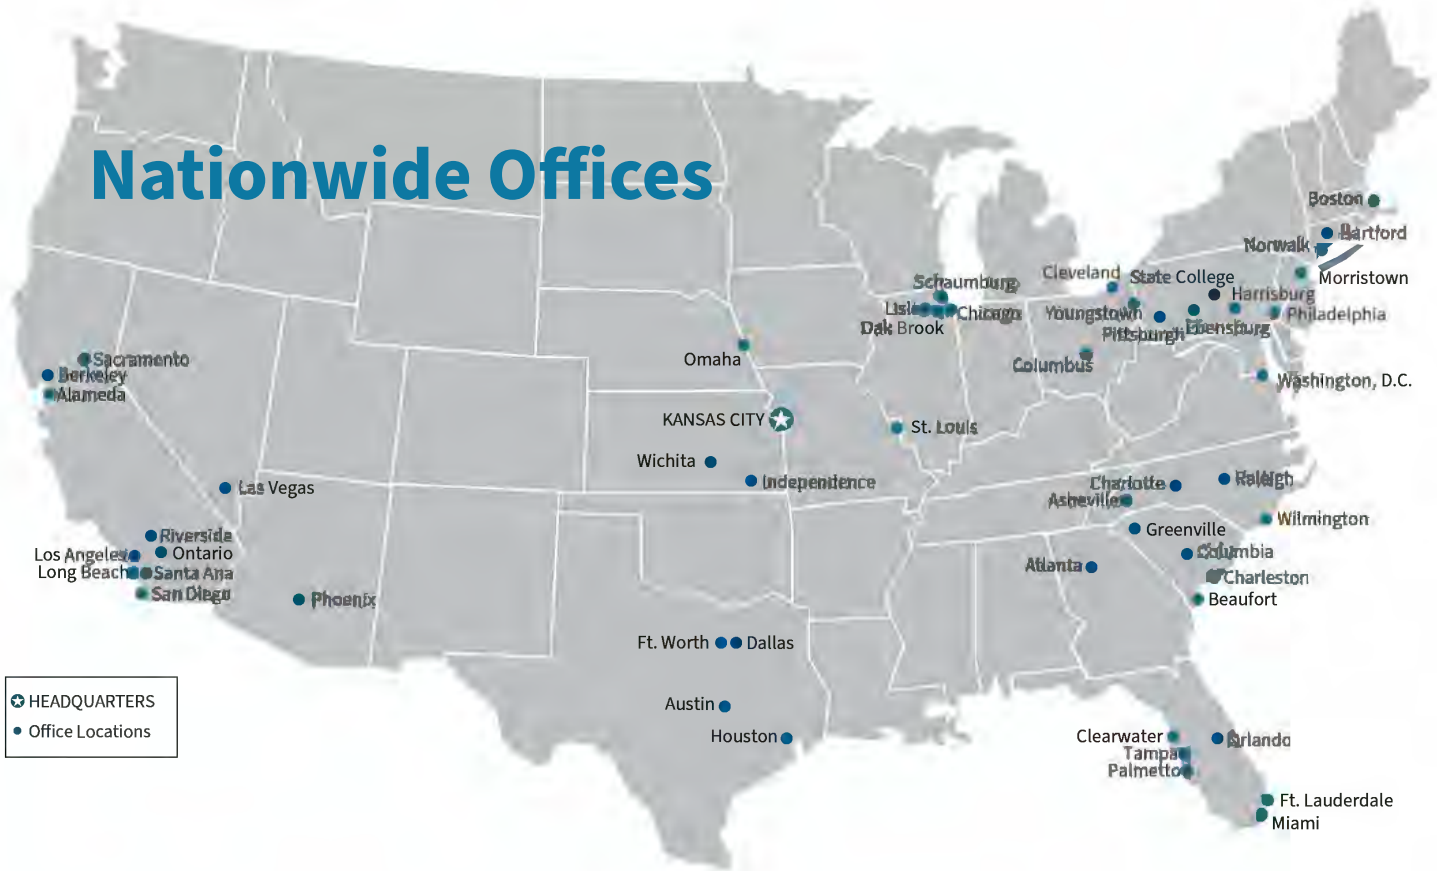 Nationwide Offices
Boston
Hartford
Norwalk
Morristown
Cleveland
State College
Harrisburg
Philadelphia
Youngstown
Pittsburgh
Ebensburg
Columbus
Washington, D.C.
Schaumburg
Lisle
Chicago
Oak Brook
Omaha
KANSAS CITY
St. Louis
Wichita
Independence
Sacramento
Berkeley
Alameda
Las Vegas
Riverside
Los Angeles
Ontario
Long Beach
Santa Ana
San Diego
Phoenix
Charlotte
Raleigh
Asheville
Wilmington
Greenville
Columbia
Atlanta
Charleston
Beaufort
Ft. Worth
Dallas
Austin
Houston
Clearwater
Orlando
Tampa
Palmetto
Ft. Lauderdale
Miami
HEADQUARTERS
Office Locations